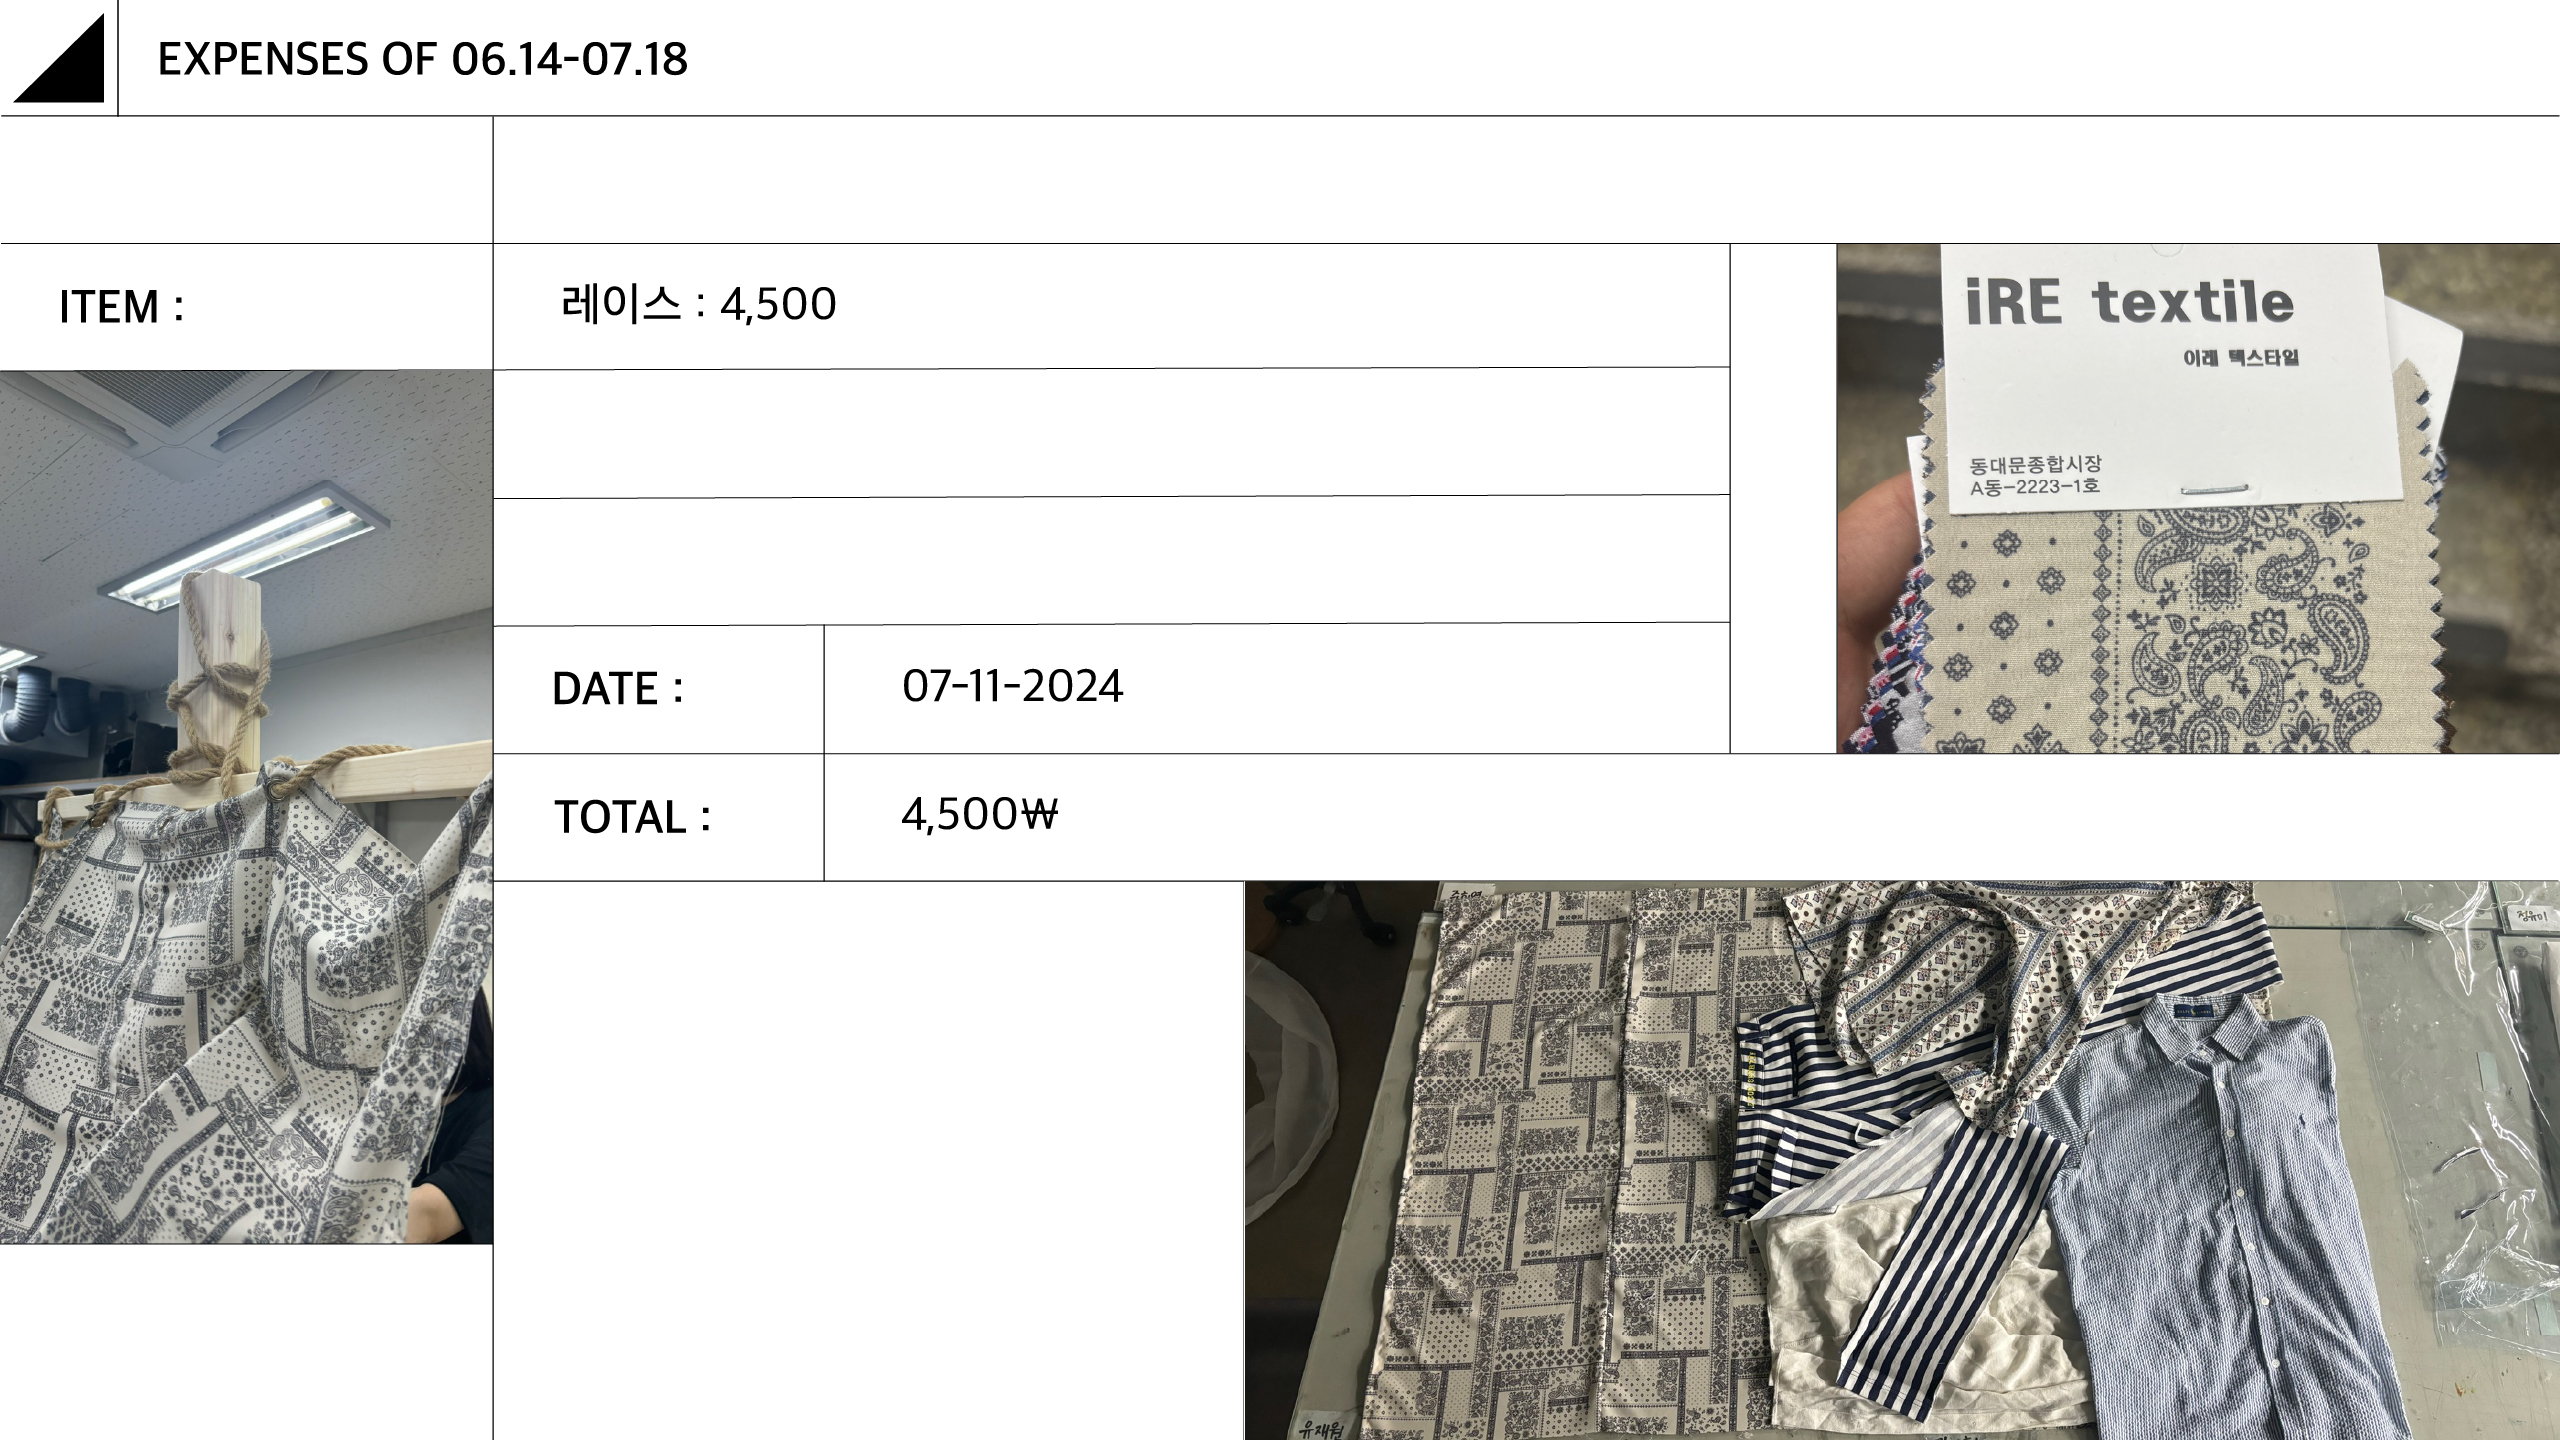 EXPENSES OF 06.14-07.18
ITEM :
레이스 : 4,500
iRE textile
이래 텍스타일
동대문종합시장
A동-2223-1호
DATE :
07-11-2024
TOTAL :
4,500₩
정유미
유재원